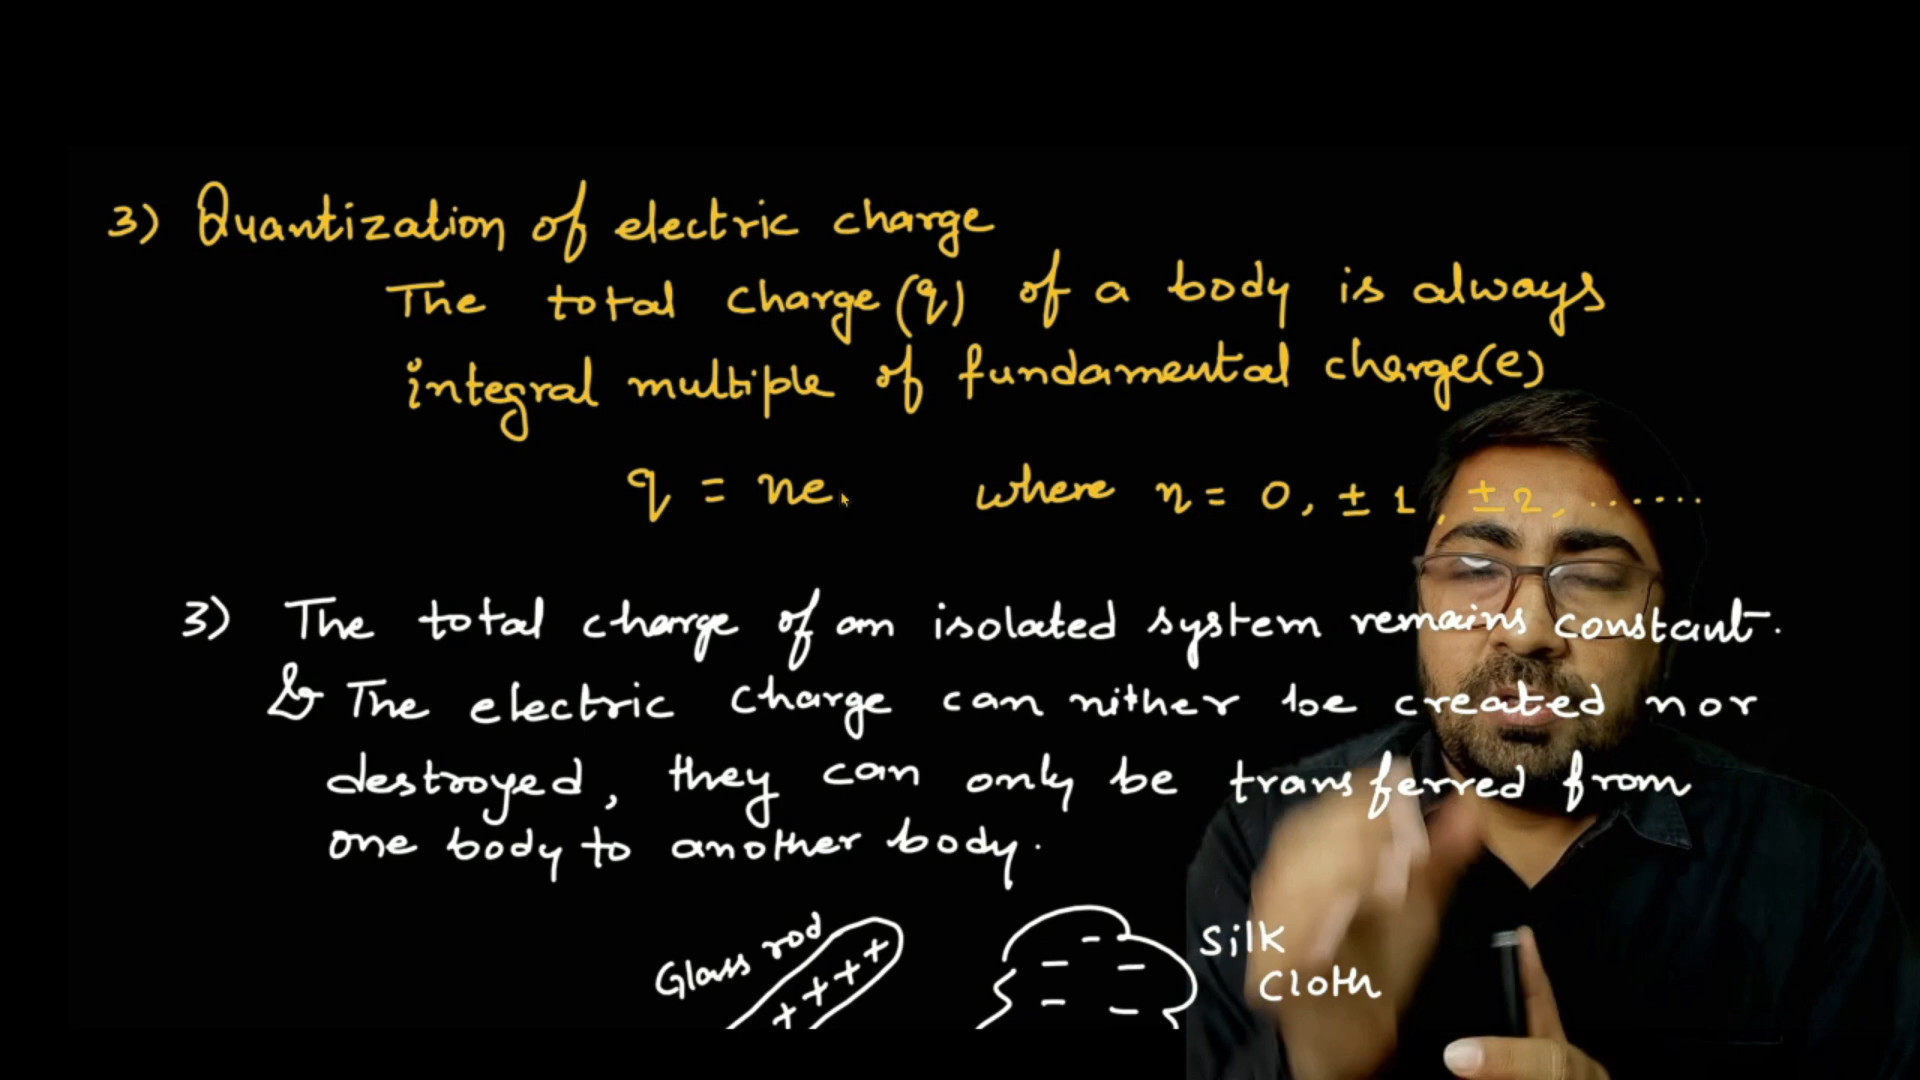 3) Quantization of electric charge
The total charge (q) of a body is always
integral multiple of fundamental charge(e)
q = ne. where n = 0, ± 1, ± 2, ......
3) The total charge of an isolated system remains constant.
& The electric charge can nither be created nor
destroyed, they can only be transferred from
one body to another body.
Glass rod
+ + + +
Silk
Cloth
- - - - -